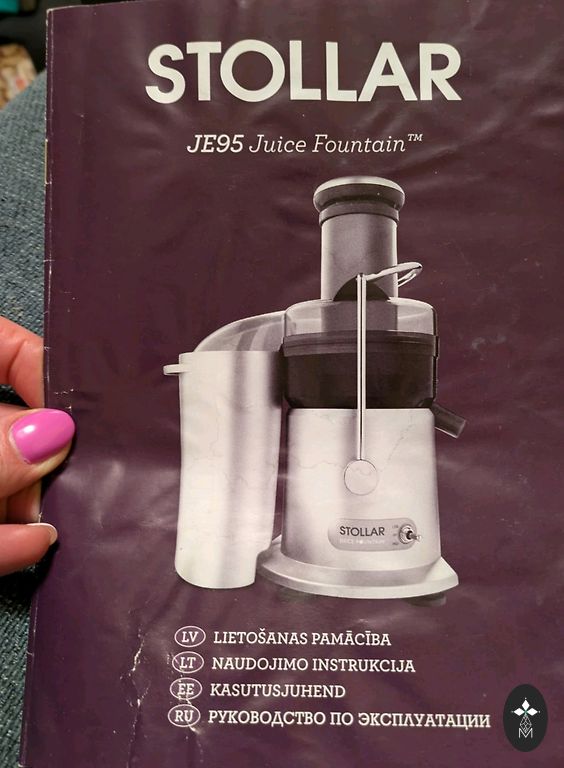 STOLLAR
JE95 Juice Fountain™
STOLLAR
JUICE FOUNTAIN
LV LIETOŠANAS PAMĀCĪBA
LT NAUDOJIMO INSTRUKCIJA
EE KASUTUSJUHEND
RU РУКОВОДСТВО ПО ЭКСПЛУАТАЦИИ
M